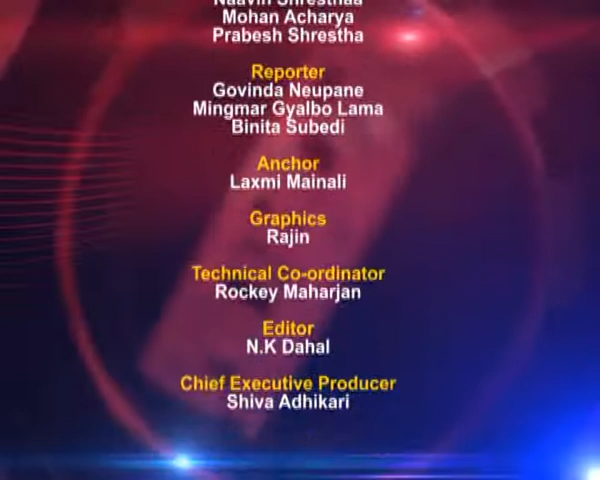 Mohan Acharya
Prabesh Shrestha
Reporter
Govinda Neupane
Mingmar Gyalbo Lama
Binita Subedi
Anchor
Laxmi Mainali
Graphics
Rajin
Technical Co-ordinator
Rockey Maharjan
Editor
N.K Dahal
Chief Executive Producer
Shiva Adhikari